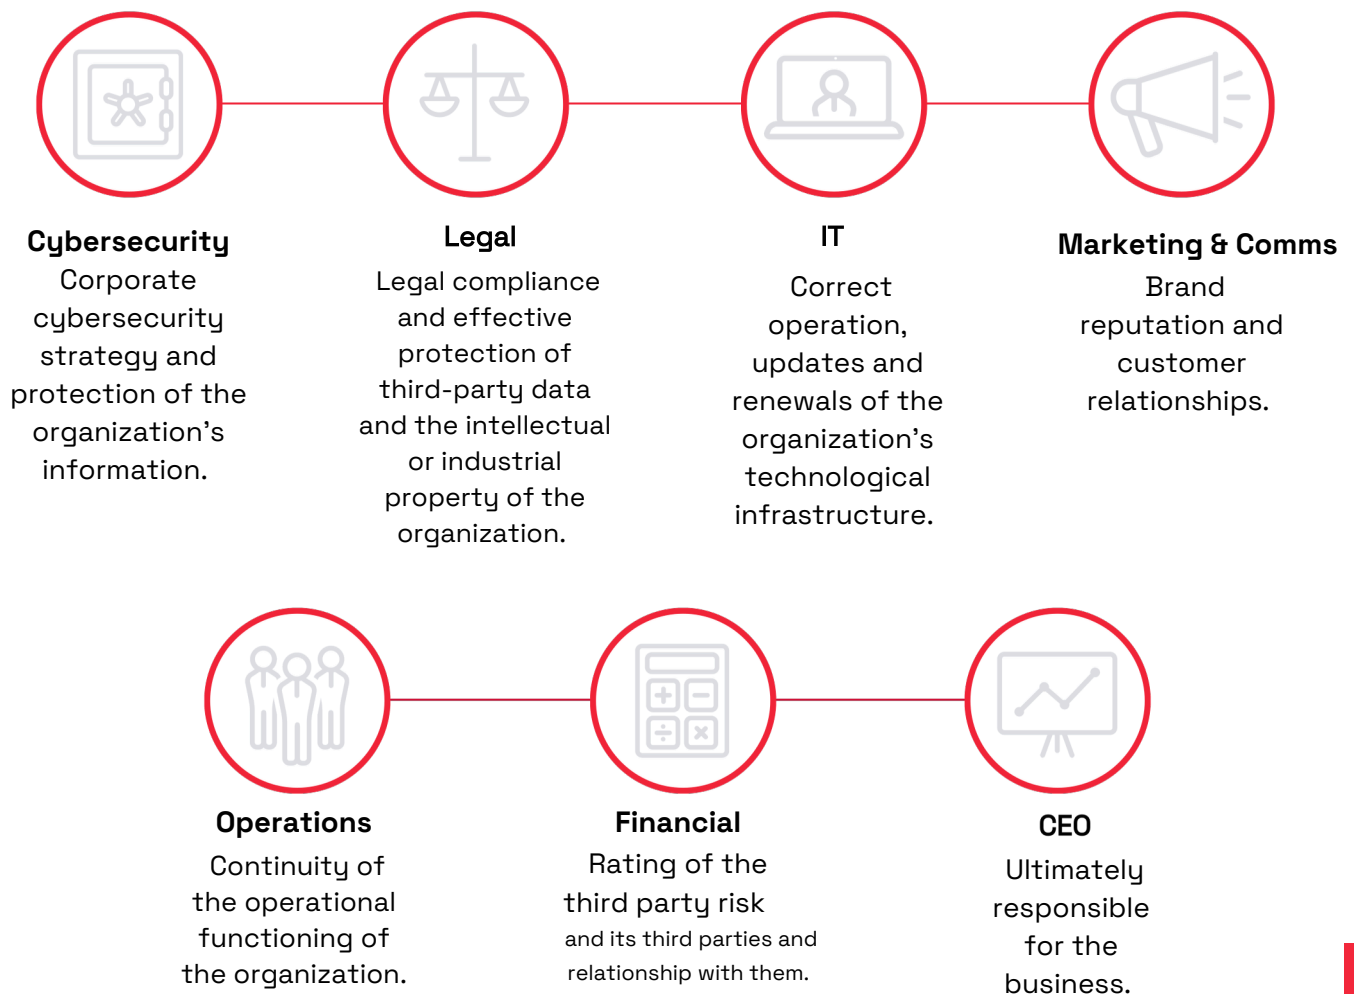 Cybersecurity
Corporate
cybersecurity
strategy and
protection of the
organization's
information.
Legal
Legal compliance
and effective
protection of
third-party data
and the intellectual
or industrial
property of the
organization.
IT
Correct
operation,
updates and
renewals of the
organization's
technological
infrastructure.
Marketing & Comms
Brand
reputation and
customer
relationships.
Operations
Continuity of
the operational
functioning of
the organization.
Financial
Rating of the
third party risk
and its third parties and
relationship with them.
CEO
Ultimately
responsible
for the
business.